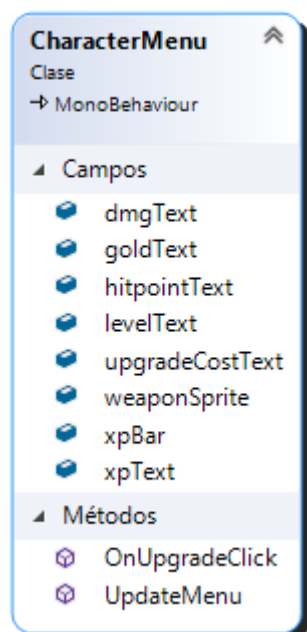 CharacterMenu
Clase
MonoBehaviour
Campos
dmgText
goldText
hitpointText
levelText
upgradeCostText
weaponSprite
xpBar
xpText
Métodos
OnUpgradeClick
UpdateMenu